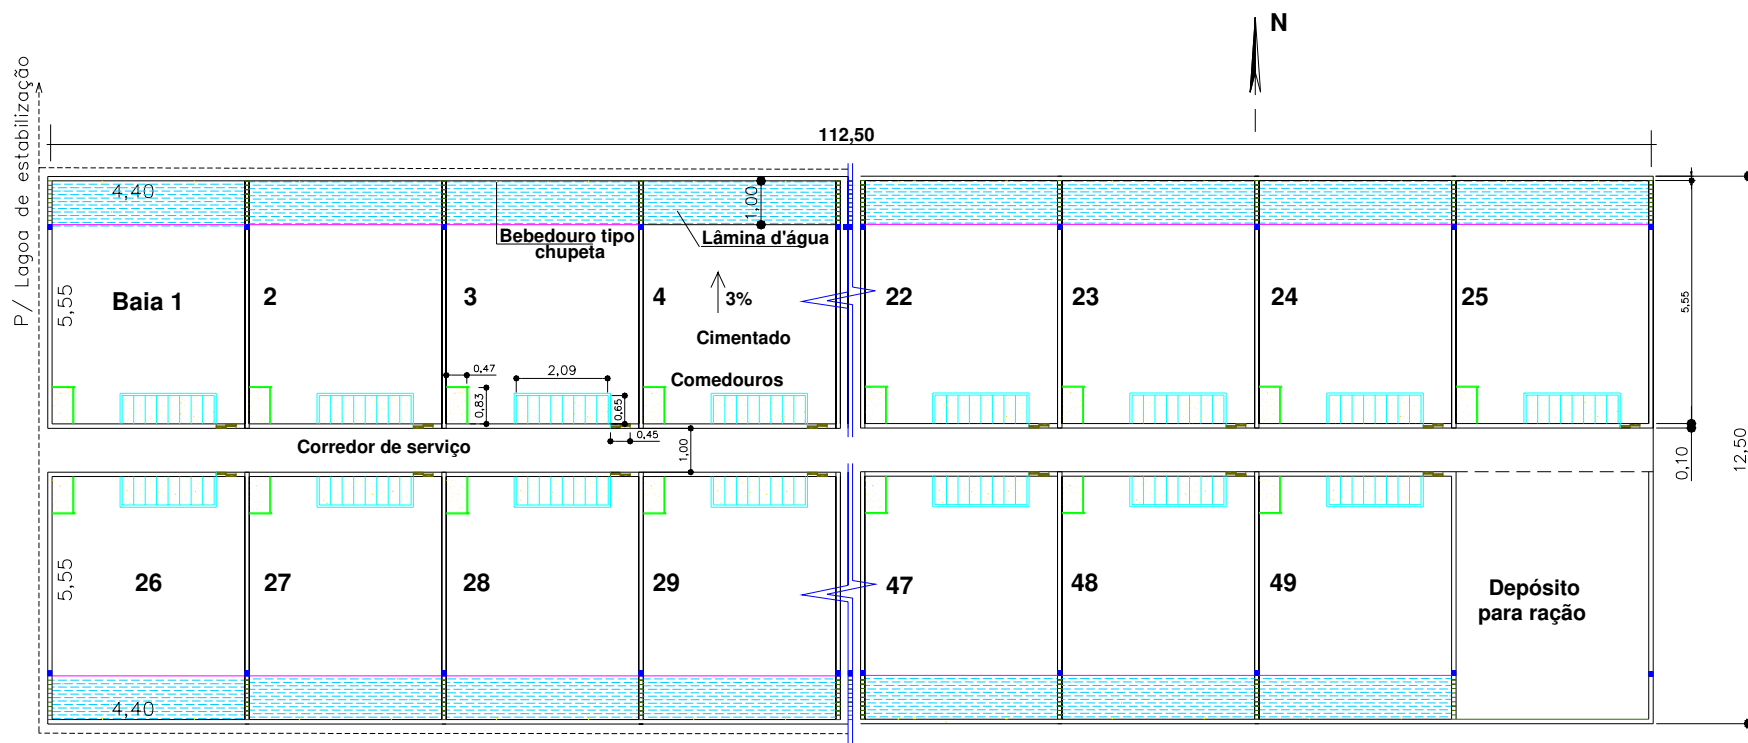 N
P/ Lagoa de estabilização
112,50
4,40
1,00
Bebedouro tipo
chupeta
Lâmina d'água
5,55
Baia 1
2
3
4
3%
22
23
24
25
5,55
Cimentado
Comedouros
0,47
2,09
0,83
0,65
0,45
Corredor de serviço
1,00
0,10
12,50
5,55
26
27
28
29
47
48
49
Depósito
para ração
4,40